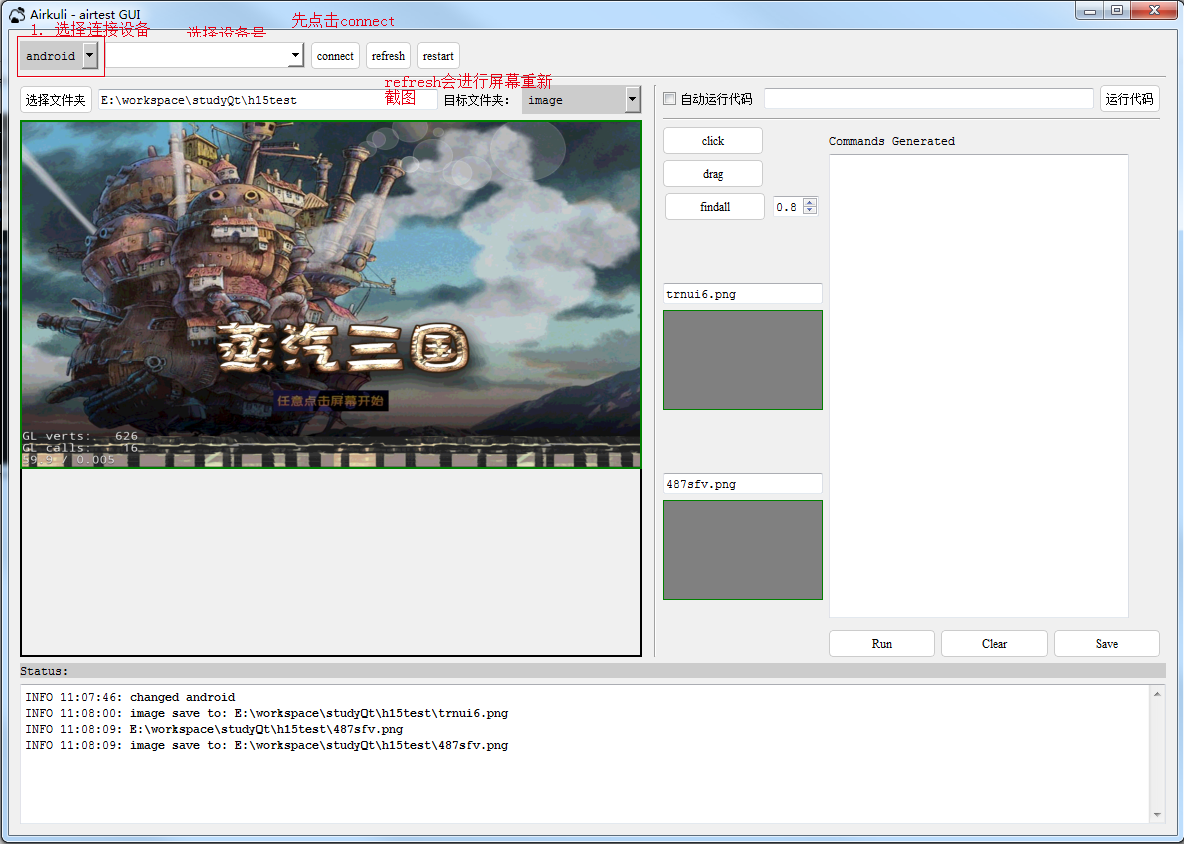 Airkuli - airtest GUI
先点击connect
1. 选择连接设备
选择设备号
android
connect
refresh
restart
refresh会进行屏幕重新
截图
选择文件夹
E:\workspace\studyQt\h15test
目标文件夹:
image
自动运行代码
运行代码
click
Commands Generated
drag
findall
0.8
trnui6.png
蒸汽三国
任意点击屏幕开始
GL verts: 626
GL calls: 16
59.9 / 0.005
487sfv.png
Run
Clear
Save
Status:
INFO 11:07:46: changed android
INFO 11:08:00: image save to: E:\workspace\studyQt\h15test\trnui6.png
INFO 11:08:09: E:\workspace\studyQt\h15test\487sfv.png
INFO 11:08:09: image save to: E:\workspace\studyQt\h15test\487sfv.png